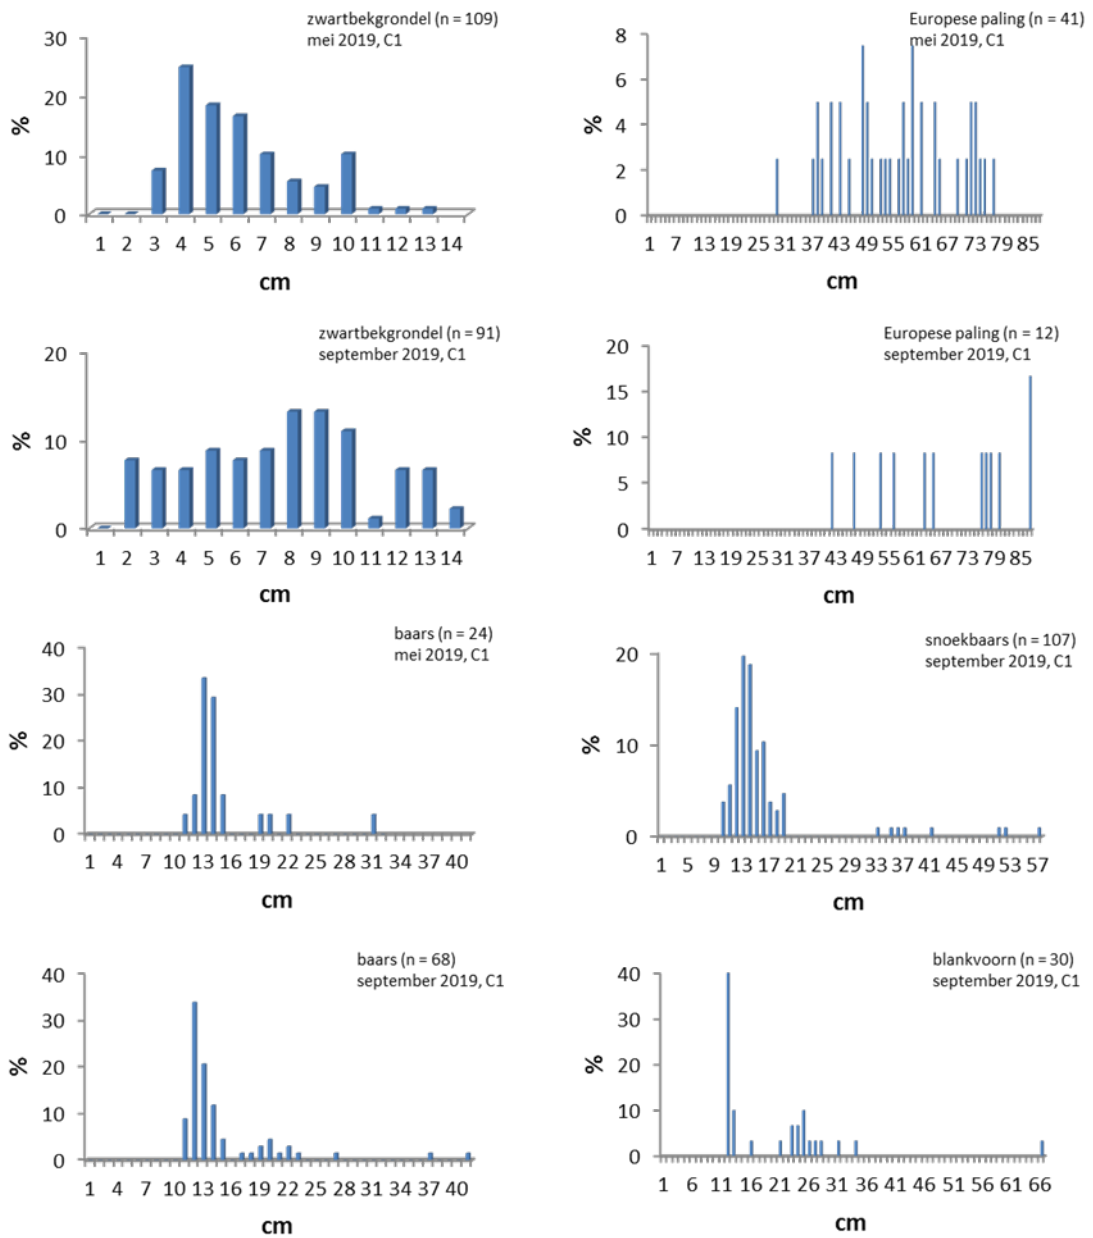 zwartbekgrondel (n = 109)
mei 2019, C1
30
20
10
0
%
1 2 3 4 5 6 7 8 9 10 11 12 13 14
cm
Europese paling (n = 41)
mei 2019, C1
8
6
4
2
0
%
1 7 13 19 25 31 37 43 49 55 61 67 73 79 85
cm
zwartbekgrondel (n = 91)
september 2019, C1
20
10
0
%
1 2 3 4 5 6 7 8 9 10 11 12 13 14
cm
Europese paling (n = 12)
september 2019, C1
20
15
10
5
0
%
1 7 13 19 25 31 37 43 49 55 61 67 73 79 85
cm
baars (n = 24)
mei 2019, C1
40
30
20
10
0
%
1 4 7 10 13 16 19 22 25 28 31 34 37 40
cm
snoekbaars (n = 107)
september 2019, C1
20
10
0
%
1 5 9 13 17 21 25 29 33 37 41 45 49 53 57
cm
baars (n = 68)
september 2019, C1
40
30
20
10
0
%
1 4 7 10 13 16 19 22 25 28 31 34 37 40
cm
blankvoorn (n = 30)
september 2019, C1
40
30
20
10
0
%
1 6 11 16 21 26 31 36 41 46 51 56 61 66
cm